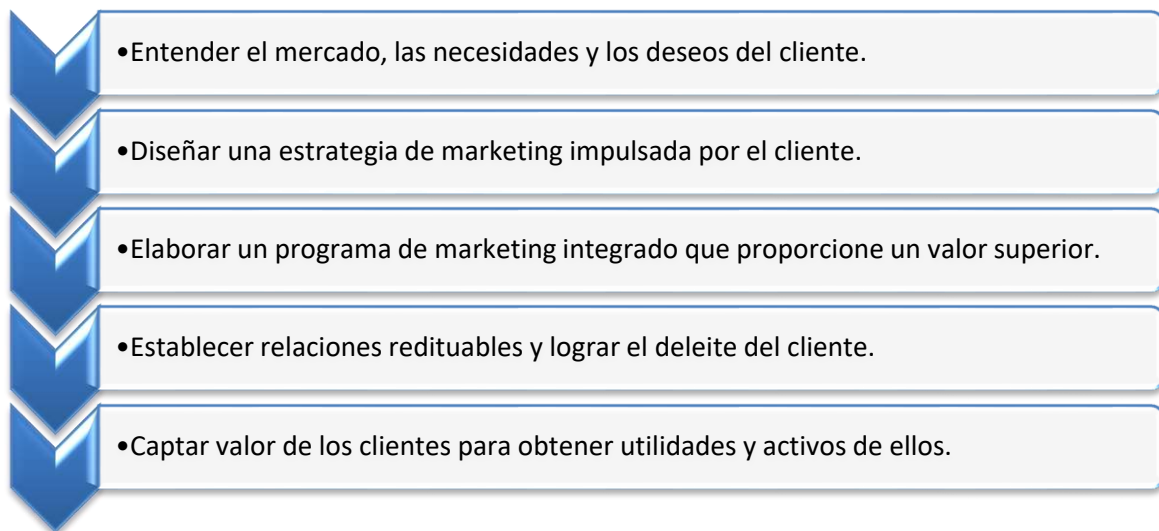 •Entender el mercado, las necesidades y los deseos del cliente.
•Diseñar una estrategia de marketing impulsada por el cliente.
•Elaborar un programa de marketing integrado que proporcione un valor superior.
•Establecer relaciones redituables y lograr el deleite del cliente.
•Captar valor de los clientes para obtener utilidades y activos de ellos.